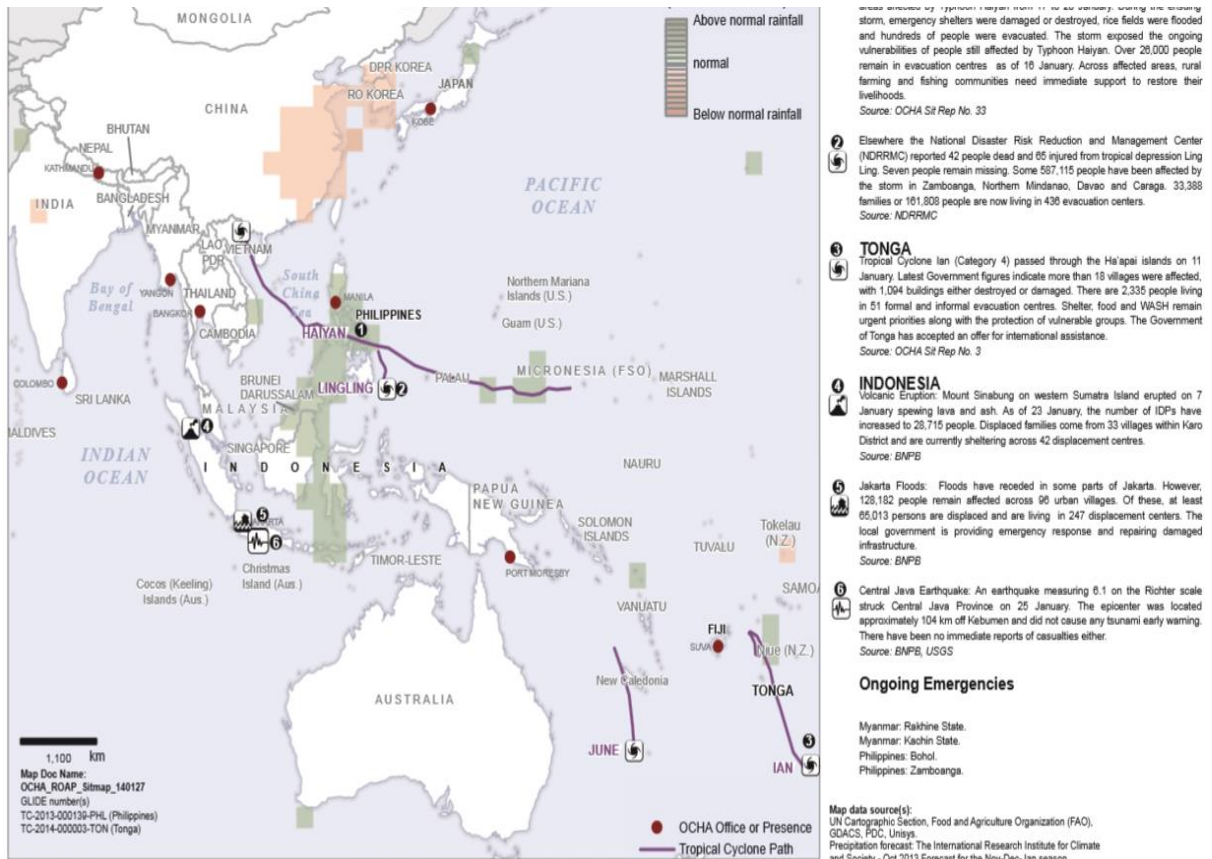 MONGOLIA
Above normal rainfall
normal
Below normal rainfall
DPR KOREA
RO KOREA
JAPAN
KOBE
CHINA
BHUTAN
NEPAL
KATHMANDU
BANGLADESH
INDIA
MYANMAR
LAO
PDR
VIETNAM
PACIFIC
OCEAN
Bay of
Bengal
YANGON
THAILAND
BANGKOK
CAMBODIA
South
China
Sea
MANILA
PHILIPPINES
HAIYAN
1
Northern Mariana
Islands (U.S.)
Guam (U.S.)
COLOMBO
SRI LANKA
BRUNEI
DARUSSALAM
LINGLING
2
PALAU
MICRONESIA (FSO)
MARSHALL
ISLANDS
MALAYSIA
4
SINGAPORE
INDIAN
OCEAN
INDONESIA
NAURU
PAPUA
NEW GUINEA
5
6
SOLOMON
ISLANDS
Tokelau
(N.Z.)
TUVALU
TIMOR-LESTE
PORT MORESBY
Christmas
Island (Aus.)
Cocos (Keeling)
Islands (Aus.)
VANUATU
FIJI
SUVA
Niue (N.Z.)
New Caledonia
TONGA
AUSTRALIA
JUNE
3
IAN
1,100 km
Map Doc Name:
OCHA_ROAP_Sitmap_140127
GLIDE number(s)
TC-2013-000139-PHL (Philippines)
TC-2014-000003-TON (Tonga)
OCHA Office or Presence
Tropical Cyclone Path
storm, emergency shelters were damaged or destroyed, rice fields were flooded
and hundreds of people were evacuated. The storm exposed the ongoing
vulnerabilities of people still affected by Typhoon Haiyan. Over 26,000 people
remain in evacuation centres as of 16 January. Across affected areas, rural
farming and fishing communities need immediate support to restore their
livelihoods.
Source: OCHA Sit Rep No. 33
2
Elsewhere the National Disaster Risk Reduction and Management Center
(NDRRMC) reported 42 people dead and 65 injured from tropical depression Ling
Ling. Seven people remain missing. Some 587,115 people have been affected by
the storm in Zamboanga, Northern Mindanao, Davao and Caraga. 33,388
families or 161,808 people are now living in 436 evacuation centers.
Source: NDRRMC
3 TONGA
Tropical Cyclone Ian (Category 4) passed through the Ha'apai islands on 11
January. Latest Government figures indicate more than 18 villages were affected,
with 1,094 buildings either destroyed or damaged. There are 2,335 people living
in 51 formal and informal evacuation centres. Shelter, food and WASH remain
urgent priorities along with the protection of vulnerable groups. The Government
of Tonga has accepted an offer for international assistance.
Source: OCHA Sit Rep No. 3
4 INDONESIA
Volcanic Eruption: Mount Sinabung on western Sumatra Island erupted on 7
January spewing lava and ash. As of 23 January, the number of IDPs have
increased to 28,715 people. Displaced families come from 33 villages within Karo
District and are currently sheltering across 42 displacement centres.
Source: BNPB
5
Jakarta Floods: Floods have receded in some parts of Jakarta. However,
128,182 people remain affected across 96 urban villages. Of these, at least
65,013 persons are displaced and are living in 247 displacement centers. The
local government is providing emergency response and repairing damaged
infrastructure.
Source: BNPB
6
Central Java Earthquake: An earthquake measuring 6.1 on the Richter scale
struck Central Java Province on 25 January. The epicenter was located
approximately 104 km off Kebumen and did not cause any tsunami early warning.
There have been no immediate reports of casualties either.
Source: BNPB, USGS
Ongoing Emergencies
Myanmar: Rakhine State.
Myanmar: Kachin State.
Philippines: Bohol.
Philippines: Zamboanga.
Map data source(s):
UN Cartographic Section, Food and Agriculture Organization (FAO),
GDACS, PDC, Unisys.
Precipitation forecast: The International Research Institute for Climate
and Society - Oct 2013 Forecast for the Nov-Dec-Jan season